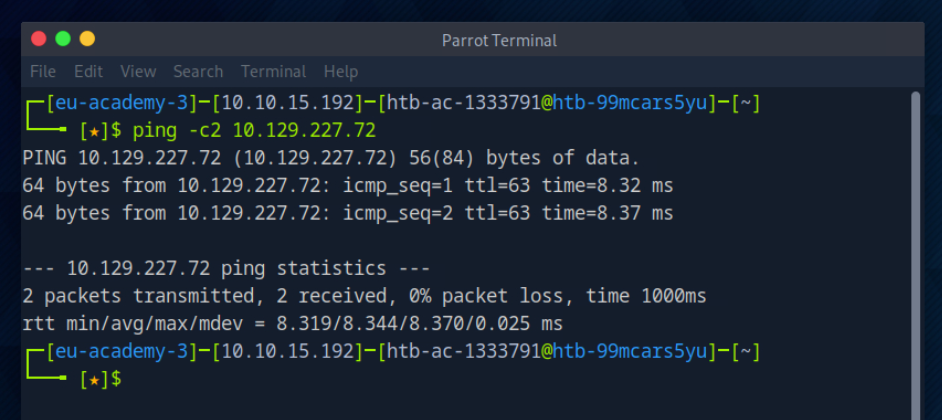 Parrot Terminal
File Edit View Search Terminal Help
┌─[eu-academy-3]─[10.10.15.192]─[htb-ac-1333791@htb-99mcars5yu]─[~]
└──╼ [★]$ ping -c2 10.129.227.72
PING 10.129.227.72 (10.129.227.72) 56(84) bytes of data.
64 bytes from 10.129.227.72: icmp_seq=1 ttl=63 time=8.32 ms
64 bytes from 10.129.227.72: icmp_seq=2 ttl=63 time=8.37 ms
--- 10.129.227.72 ping statistics ---
2 packets transmitted, 2 received, 0% packet loss, time 1000ms
rtt min/avg/max/mdev = 8.319/8.344/8.370/0.025 ms
┌─[eu-academy-3]─[10.10.15.192]─[htb-ac-1333791@htb-99mcars5yu]─[~]
└──╼ [★]$